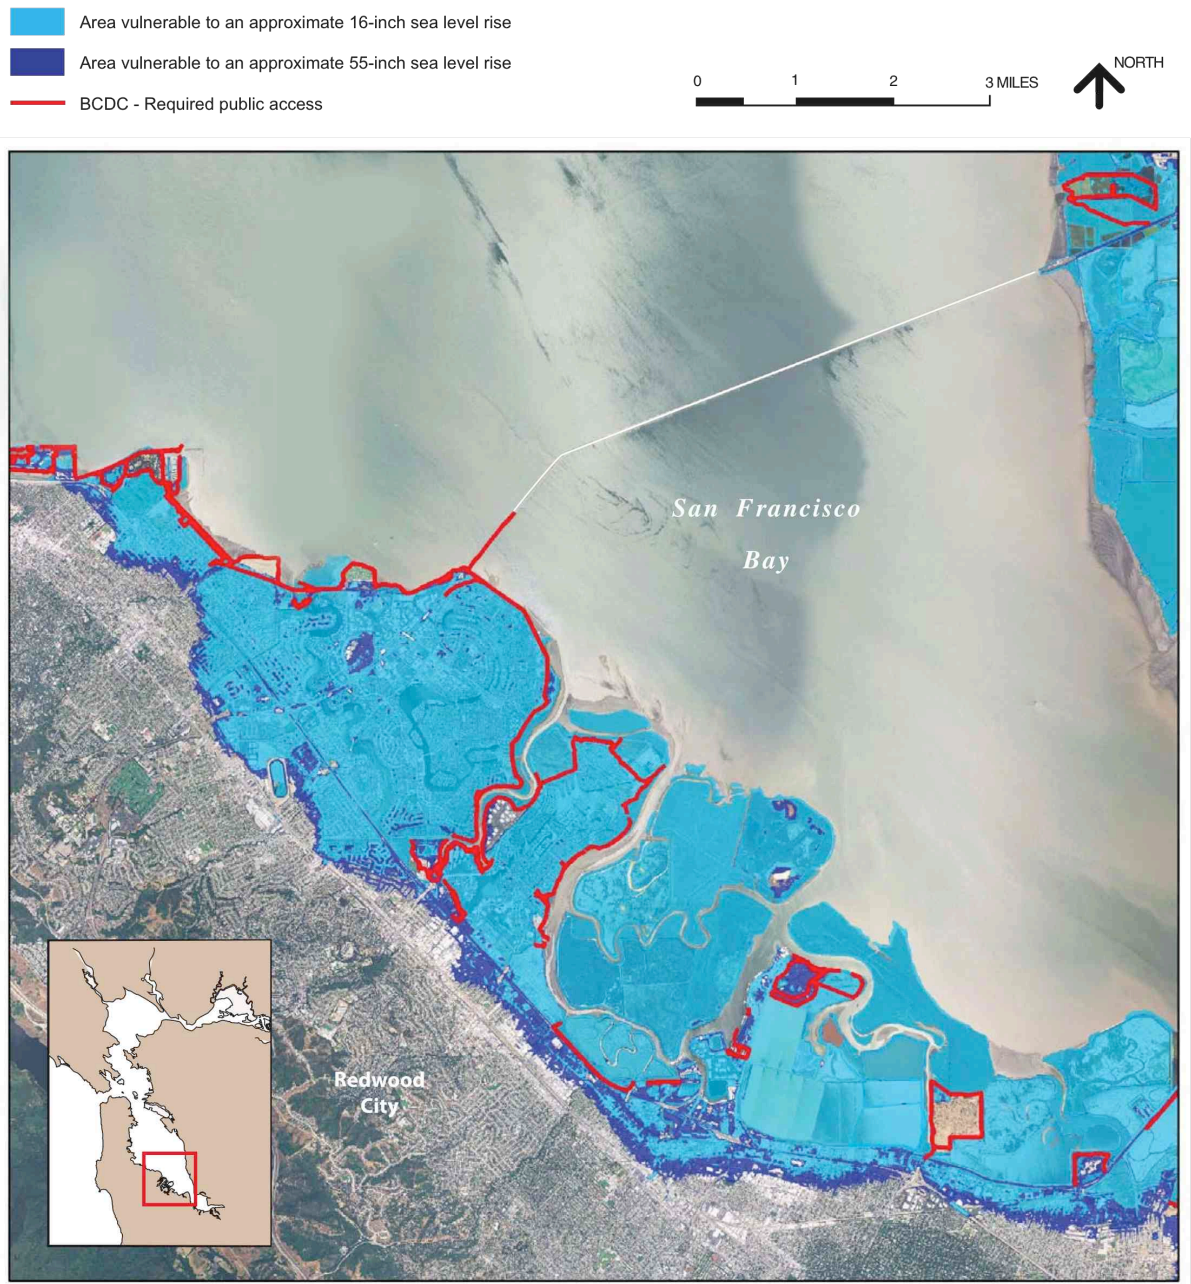 Area vulnerable to an approximate 16-inch sea level rise
Area vulnerable to an approximate 55-inch sea level rise
BCDC - Required public access
0 1 2 3 MILES
NORTH
San Francisco
Bay
Redwood
City